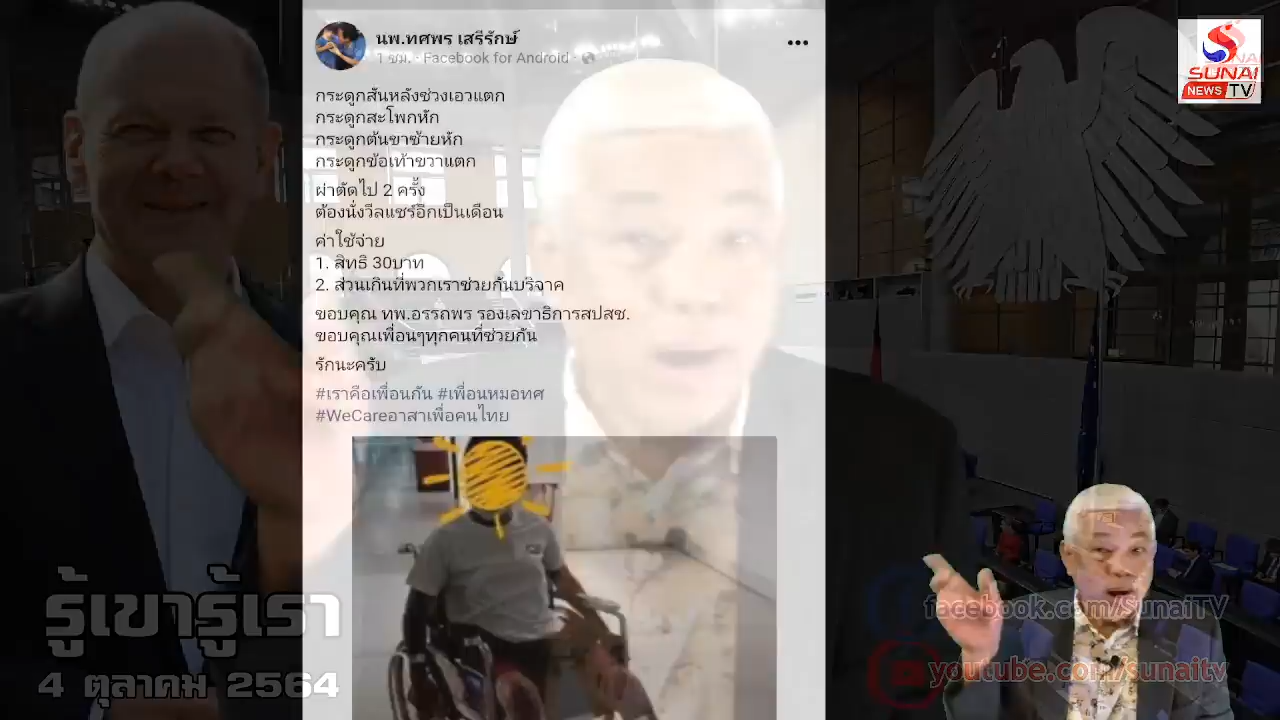 นพ.ทศพร เสรีรักษ์
1 ชม. · Facebook for Android ·
กระดูกสันหลังช่วงเอวแตก
กระดูกสะโพกหัก
กระดูกต้นขาซ้ายหัก
กระดูกข้อเท้าขวาแตก
ผ่าตัดไป 2 ครั้ง
ต้องนั่งวีลแชร์อีกเป็นเดือน
ค่าใช้จ่าย
1. สิทธิ 30บาท
2. ส่วนเกินที่พวกเราช่วยกันบริจาค
ขอบคุณ ทพ.อรรถพร รองเลขาธิการสปสช.
ขอบคุณเพื่อนๆทุกคนที่ช่วยกัน
รักนะครับ
#เราคือเพื่อนกัน #เพื่อนหมอทศ
#WeCareอาสาเพื่อคนไทย
SUNAI
NEWS TV
รู้เขารู้เรา
4 ตุลาคม 2564
facebook.com/SunaiTV
youtube.com/sunaitv